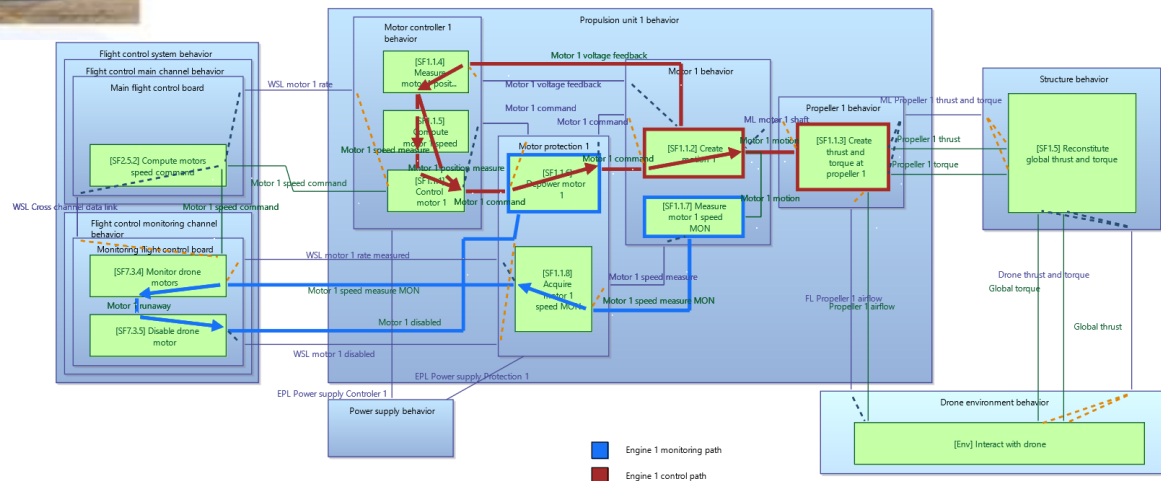 Propulsion unit 1 behavior
Motor controller 1
behavior
[SF1.1.4]
Measure
[SF1.1.5]
motor 1 speed
Control
motor 1
Motor 1 speed measure
Motor 1 position measure
Motor 1 command
Motor 1 voltage feedback
Motor 1 voltage feedback
Motor 1 command
Motor 1 command
Motor 1 command
Motor protection 1
1
[SF1.1.8]
Acquire
motor 1
speed MON
Motor 1 behavior
[SF1.1.2] Create
motion 1
[SF1.1.7] Measure
motor 1 speed
MON
ML motor 1 shaft
Motor 1 motion
Motor 1 motion
Propeller 1 behavior
[SF1.1.3] Create
thrust and
torque at
propeller 1
ML Propeller 1 thrust and torque
Propeller 1 thrust
Propeller 1 torque
Structure behavior
[SF1.5] Reconstitute
global thrust and torque
Flight control system behavior
Flight control main channel behavior
Main flight control board
[SF2.5.2] Compute motors
speed command
WSL motor 1 rate
Motor 1 speed command
Motor 1 speed command
WSL Cross channel data link
Flight control monitoring channel
behavior
Monitoring flight control board
[SF7.3.4] Monitor drone
motors
Motor 1 runaway
[SF7.3.5] Disable drone
motor
WSL motor 1 rate measured
Motor 1 speed measure MON
Motor 1 disabled
WSL motor 1 disabled
Motor 1 speed measure
Motor 1 speed measure MON
EPL Power supply Protection 1
EPL Power supply Controler 1
Power supply behavior
FL Propeller 1 airflow
Propeller 1 airflow
Drone thrust and torque
Global torque
Global thrust
Drone environment behavior
[Env] Interact with drone
Engine 1 monitoring path
Engine 1 control path